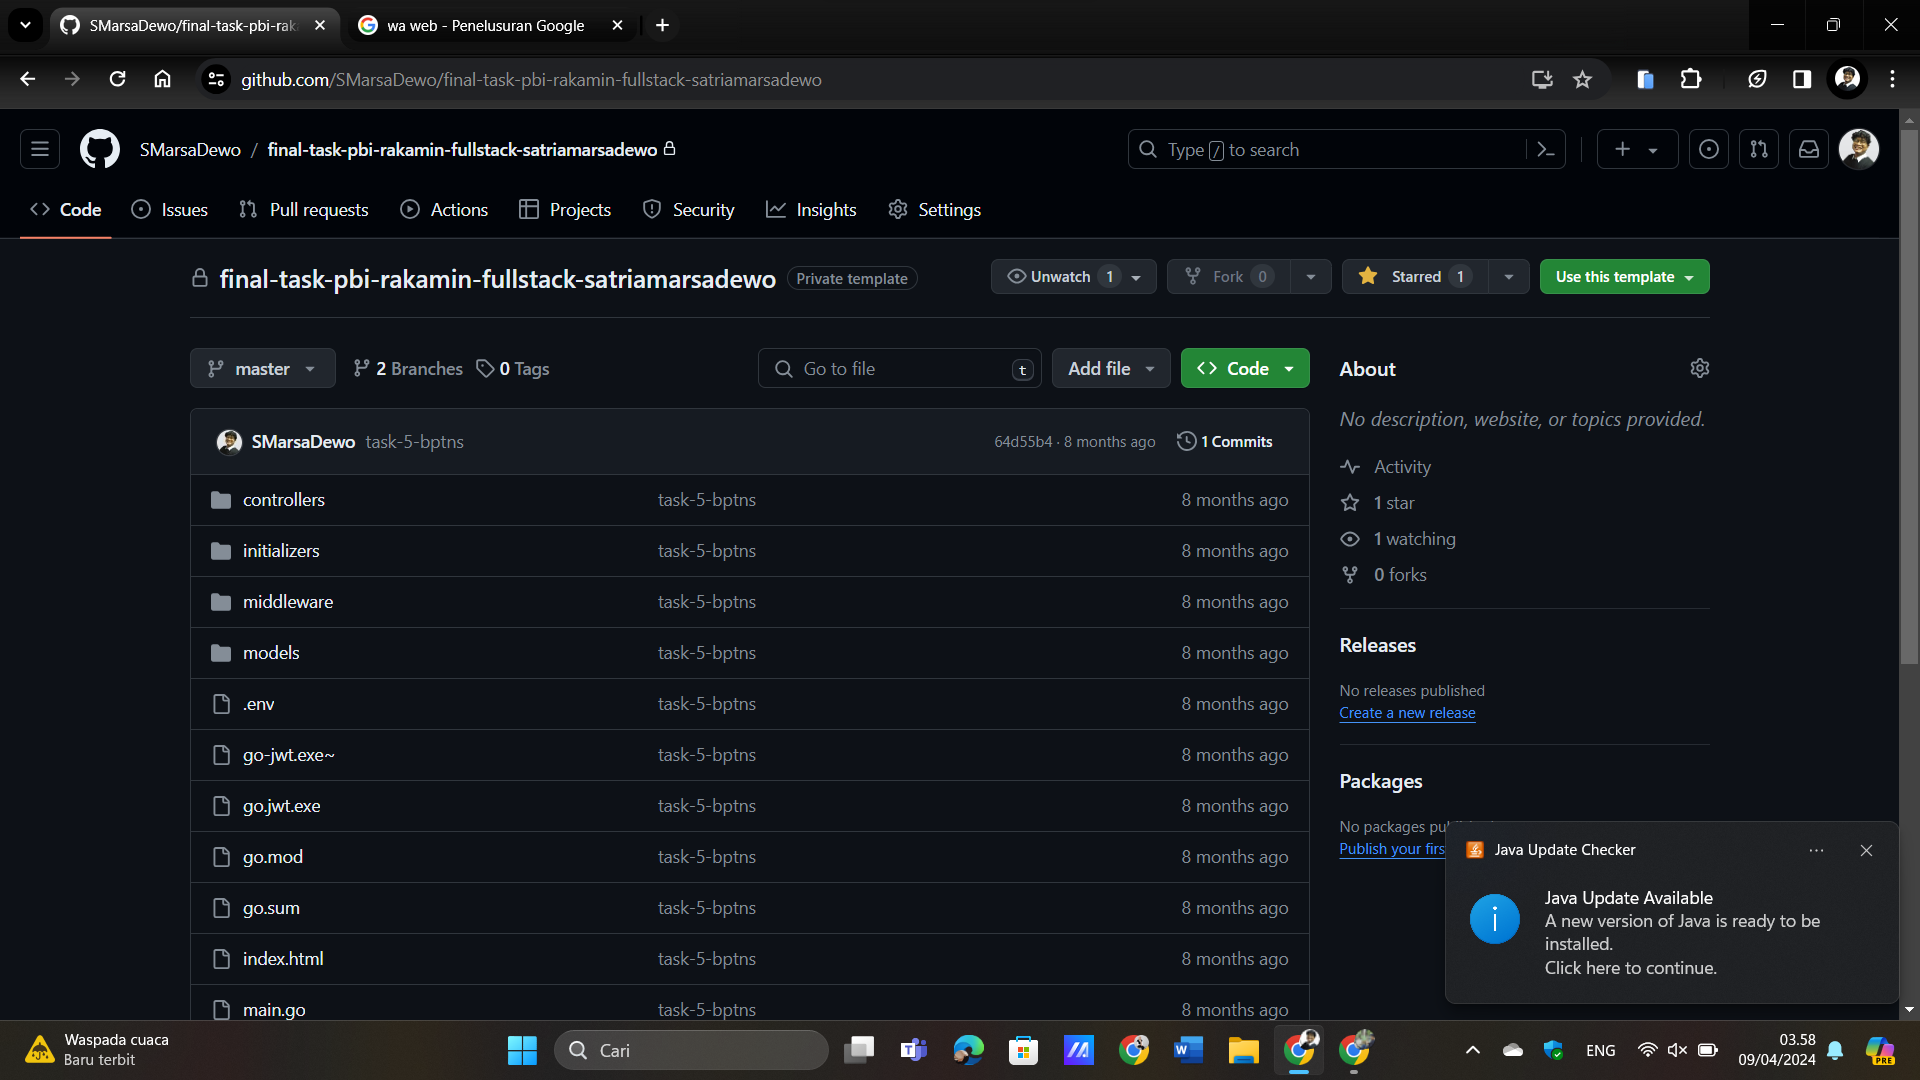 SMarsaDewo/final-task-pbi-rak
wa web - Penelusuran Google
github.com/SMarsaDewo/final-task-pbi-rakamin-fullstack-satriamarsadewo
SMarsaDewo / final-task-pbi-rakamin-fullstack-satriamarsadewo
Type / to search
Code Issues Pull requests Actions Projects Security Insights Settings
final-task-pbi-rakamin-fullstack-satriamarsadewo Private template
Unwatch 1 Fork 0 Starred 1 Use this template
master 2 Branches 0 Tags Go to file t Add file Code
SMarsaDewo task-5-bptns 64d55b4 · 8 months ago 1 Commits
controllers task-5-bptns 8 months ago
initializers task-5-bptns 8 months ago
middleware task-5-bptns 8 months ago
models task-5-bptns 8 months ago
.env task-5-bptns 8 months ago
go-jwt.exe~ task-5-bptns 8 months ago
go.jwt.exe task-5-bptns 8 months ago
go.mod task-5-bptns 8 months ago
go.sum task-5-bptns 8 months ago
index.html task-5-bptns 8 months ago
main.go task-5-bptns 8 months ago
About
No description, website, or topics provided.
Activity
1 star
1 watching
0 forks
Releases
No releases published
Create a new release
Packages
No packages
Publish your
Java Update Checker
Java Update Available
A new version of Java is ready to be
installed.
Click here to continue.
Waspada cuaca
Baru terbit
Cari
ENG
03.58
09/04/2024
PRE